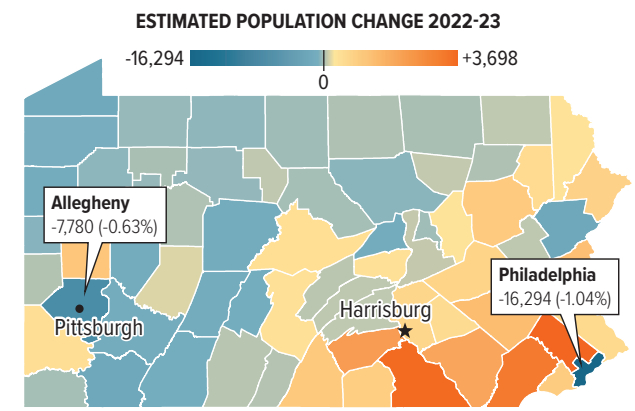 ESTIMATED POPULATION CHANGE 2022-23
-16,294
+3,698
0
Allegheny
-7,780 (-0.63%)
Philadelphia
-16,294 (-1.04%)
Harrisburg
Pittsburgh